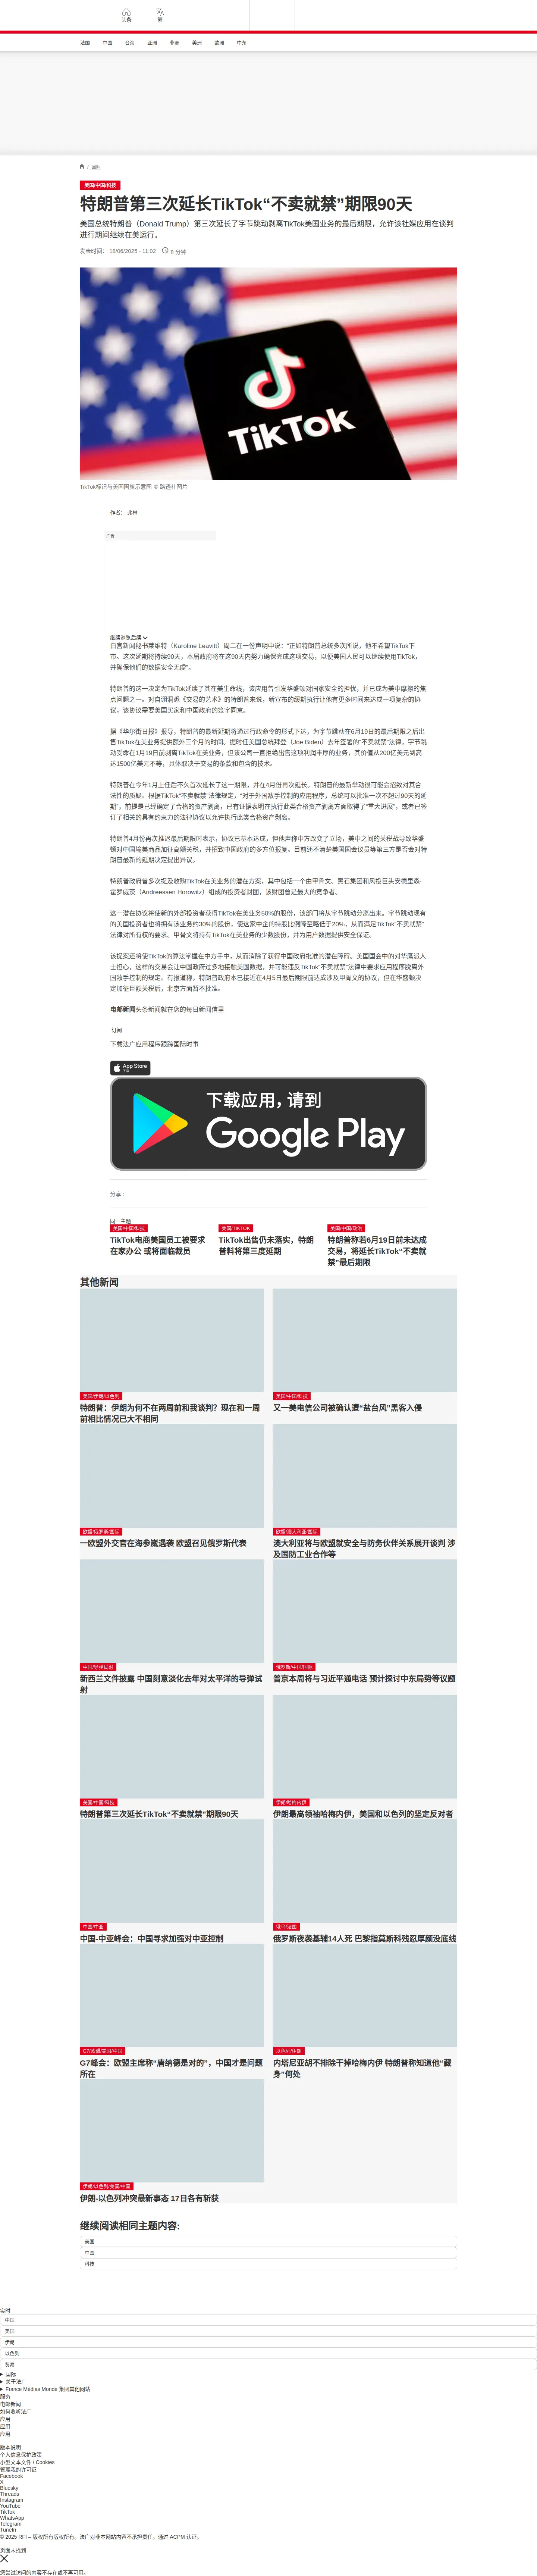 头条
繁
法国
中国
台海
亚洲
非洲
美洲
欧洲
中东
/ 国际
美国/中国/科技
特朗普第三次延长TikTok“不卖就禁”期限90天
美国总统特朗普（Donald Trump）第三次延长了字节跳动剥离TikTok美国业务的最后期限，允许该社媒应用在谈判
进行期间继续在美运行。
发表时间： 18/06/2025 - 11:02 8 分钟
TikTok
TikTok标识与美国国旗示意图 © 路透社图片
作者： 弗林
广告
继续浏览后续
白宫新闻秘书莱维特（Karoline Leavitt）周二在一份声明中说：“正如特朗普总统多次所说，他不希望TikTok下
市。这次延期将持续90天，本届政府将在这90天内努力确保完成这项交易，以便美国人民可以继续使用TikTok，
并确保他们的数据安全无虞”。
特朗普的这一决定为TikTok延续了其在美生命线，该应用曾引发华盛顿对国家安全的担忧，并已成为美中摩擦的焦
点问题之一。对自诩洞悉《交易的艺术》的特朗普来说，新宣布的缓期执行让他有更多时间来达成一项复杂的协
议，该协议需要美国买家和中国政府的签字同意。
据《华尔街日报》报导，特朗普的最新延期将通过行政命令的形式下达，为字节跳动在6月19日的最后期限之后出
售TikTok在美业务提供额外三个月的时间。据时任美国总统拜登（Joe Biden）去年签署的“不卖就禁”法律，字节跳
动受命在1月19日前剥离TikTok在美业务，但该公司一直拒绝出售这项利润丰厚的业务，其价值从200亿美元到高
达1500亿美元不等，具体取决于交易的条款和包含的技术。
特朗普在今年1月上任后不久首次延长了这一期限，并在4月份再次延长。特朗普的最新举动很可能会招致对其合
法性的质疑。根据TikTok“不卖就禁”法律规定，“对于外国敌手控制的应用程序，总统可以批准一次不超过90天的延
期”，前提是已经确定了合格的资产剥离，已有证据表明在执行此类合格资产剥离方面取得了“重大进展”，或者已签
订了相关的具有约束力的法律协议以允许执行此类合格资产剥离。
特朗普4月份再次推迟最后期限时表示，协议已基本达成，但他声称中方改变了立场，美中之间的关税战导致华盛
顿对中国输美商品加征高额关税，并招致中国政府的多方位报复。目前还不清楚美国国会议员等第三方是否会对特
朗普最新的延期决定提出异议。
特朗普政府曾多次提及收购TikTok在美业务的潜在方案，其中包括一个由甲骨文、黑石集团和风投巨头安德里森·
霍罗威茨（Andreessen Horowitz）组成的投资者财团，该财团曾是最大的竞争者。
这一潜在协议将使新的外部投资者获得TikTok在美业务50%的股份，该部门将从字节跳动分离出来。字节跳动现有
的美国投资者也将拥有该业务约30%的股份，使这家中企的持股比例降至略低于20%，从而满足TikTok“不卖就禁”
法律对所有权的要求。甲骨文将持有TikTok在美业务的少数股份，并为用户数据提供安全保证。
该提案还将使TikTok的算法掌握在中方手中，从而消除了获得中国政府批准的潜在障碍。美国国会中的对华鹰派人
士担心，这样的交易会让中国政府过多地接触美国数据，并可能违反TikTok“不卖就禁”法律中要求应用程序脱离外
国敌手控制的规定。有报道称，特朗普政府本已接近在4月5日最后期限前达成涉及甲骨文的协议，但在华盛顿决
定加征巨额关税后，北京方面暂不批准。
电邮新闻头条新闻就在您的每日新闻信里
订阅
下载法广应用程序跟踪国际时事
App Store
下载
下载应用，请到
Google Play
分享 :
同一主题
美国/中国/科技
TikTok电商美国员工被要求
在家办公 或将面临裁员
美国/TIKTOK
TikTok出售仍未落实，特朗
普料将第三度延期
美国/中国/政治
特朗普称若6月19日前未达成
交易，将延长TikTok“不卖就
禁”最后期限
其他新闻
美国/伊朗/以色列
特朗普：伊朗为何不在两周前和我谈判？现在和一周
前相比情况已大不相同
美国/中国/科技
又一美电信公司被确认遭“盐台风”黑客入侵
欧盟/俄罗斯/国际
一欧盟外交官在海参崴遇袭 欧盟召见俄罗斯代表
欧盟/澳大利亚/国际
澳大利亚将与欧盟就安全与防务伙伴关系展开谈判 涉
及国防工业合作等
中国/导弹试射
新西兰文件披露 中国刻意淡化去年对太平洋的导弹试
射
俄罗斯/中国/国际
普京本周将与习近平通电话 预计探讨中东局势等议题
美国/中国/科技
特朗普第三次延长TikTok“不卖就禁”期限90天
伊朗/哈梅内伊
伊朗最高领袖哈梅内伊，美国和以色列的坚定反对者
中国/中亚
中国-中亚峰会：中国寻求加强对中亚控制
俄乌/法国
俄罗斯夜袭基辅14人死 巴黎指莫斯科残忍厚颜没底线
G7/欧盟/美国/中国
G7峰会：欧盟主席称“唐纳德是对的”，中国才是问题
所在
以色列/伊朗
内塔尼亚胡不排除干掉哈梅内伊 特朗普称知道他“藏
身”何处
伊朗/以色列/美国/中国
伊朗-以色列冲突最新事态 17日各有斩获
继续阅读相同主题内容:
美国
中国
科技
实时
中国
美国
伊朗
以色列
贸易
国际
关于法广
France Médias Monde 集团其他网站
服务
电邮新闻
如何收听法广
应用
应用
应用
版本说明
个人信息保护政策
小型文本文件 / Cookies
管理我的许可证
Facebook
X
Bluesky
Threads
Instagram
YouTube
TikTok
WhatsApp
Telegram
TuneIn
© 2025 RFI – 版权所有版权所有。法广对非本网站内容不承担责任。通过 ACPM 认证。
页面未找到
您尝试访问的内容不存在或不再可用。